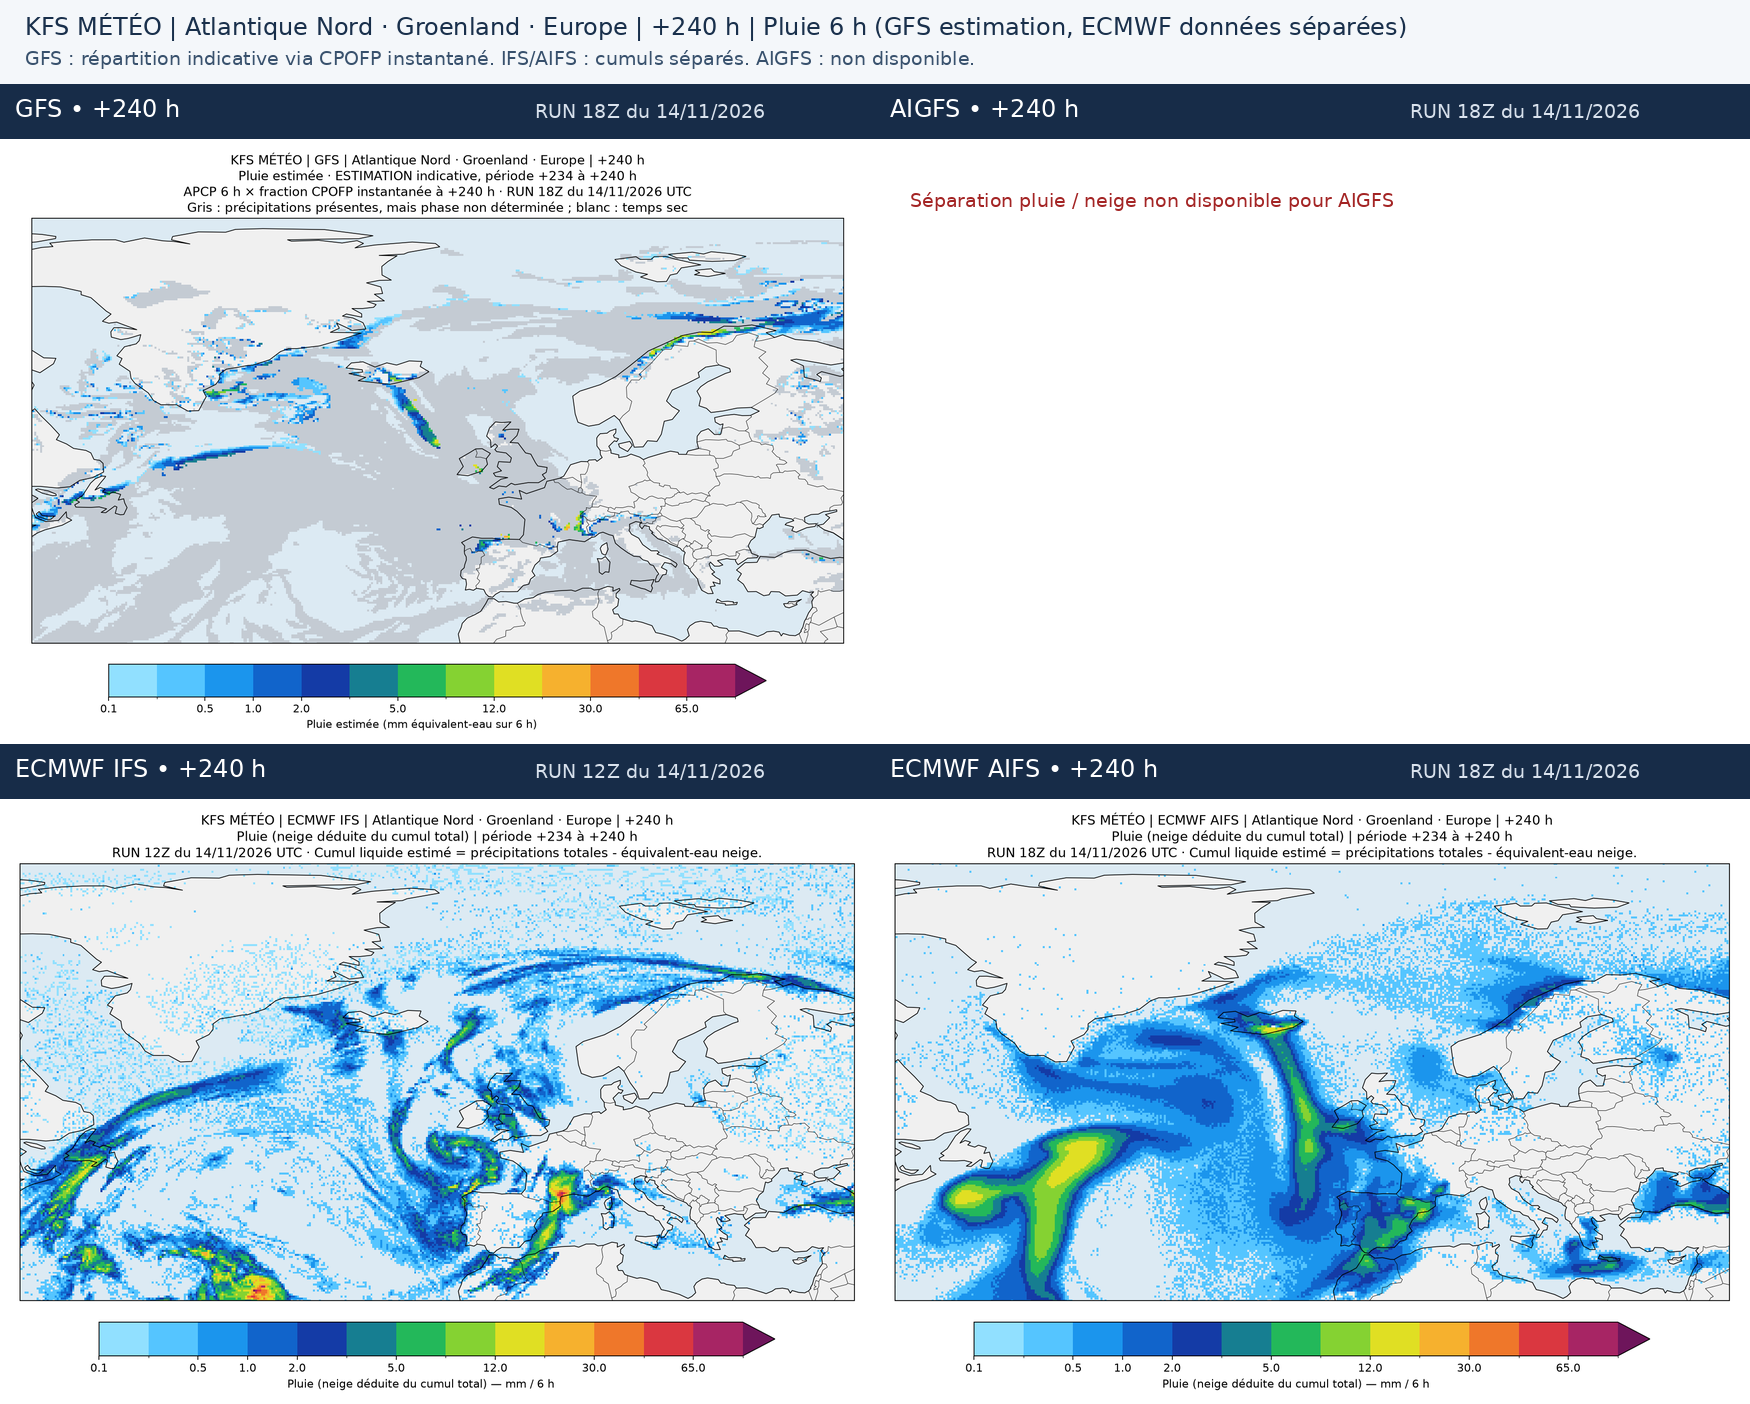 KFS MÉTÉO | Atlantique Nord · Groenland · Europe | +240 h | Pluie 6 h (GFS estimation, ECMWF données séparées)
GFS : répartition indicative via CPOFP instantané. IFS/AIFS : cumuls séparés. AIGFS : non disponible.
GFS • +240 h
RUN 18Z du 14/11/2026
AIGFS • +240 h
RUN 18Z du 14/11/2026
KFS MÉTÉO | GFS | Atlantique Nord · Groenland · Europe | +240 h
Pluie estimée · ESTIMATION indicative, période +234 à +240 h
APCP 6 h × fraction CPOFP instantanée à +240 h · RUN 18Z du 14/11/2026 UTC
Gris : précipitations présentes, mais phase non déterminée ; blanc : temps sec
Séparation pluie / neige non disponible pour AIGFS
0.1 0.5 1.0 2.0 5.0 12.0 30.0 65.0
Pluie estimée (mm équivalent-eau sur 6 h)
ECMWF IFS • +240 h
RUN 12Z du 14/11/2026
ECMWF AIFS • +240 h
RUN 18Z du 14/11/2026
KFS MÉTÉO | ECMWF IFS | Atlantique Nord · Groenland · Europe | +240 h
Pluie (neige déduite du cumul total) | période +234 à +240 h
RUN 12Z du 14/11/2026 UTC · Cumul liquide estimé = précipitations totales - équivalent-eau neige.
KFS MÉTÉO | ECMWF AIFS | Atlantique Nord · Groenland · Europe | +240 h
Pluie (neige déduite du cumul total) | période +234 à +240 h
RUN 18Z du 14/11/2026 UTC · Cumul liquide estimé = précipitations totales - équivalent-eau neige.
0.1 0.5 1.0 2.0 5.0 12.0 30.0 65.0
Pluie (neige déduite du cumul total) — mm / 6 h
0.1 0.5 1.0 2.0 5.0 12.0 30.0 65.0
Pluie (neige déduite du cumul total) — mm / 6 h